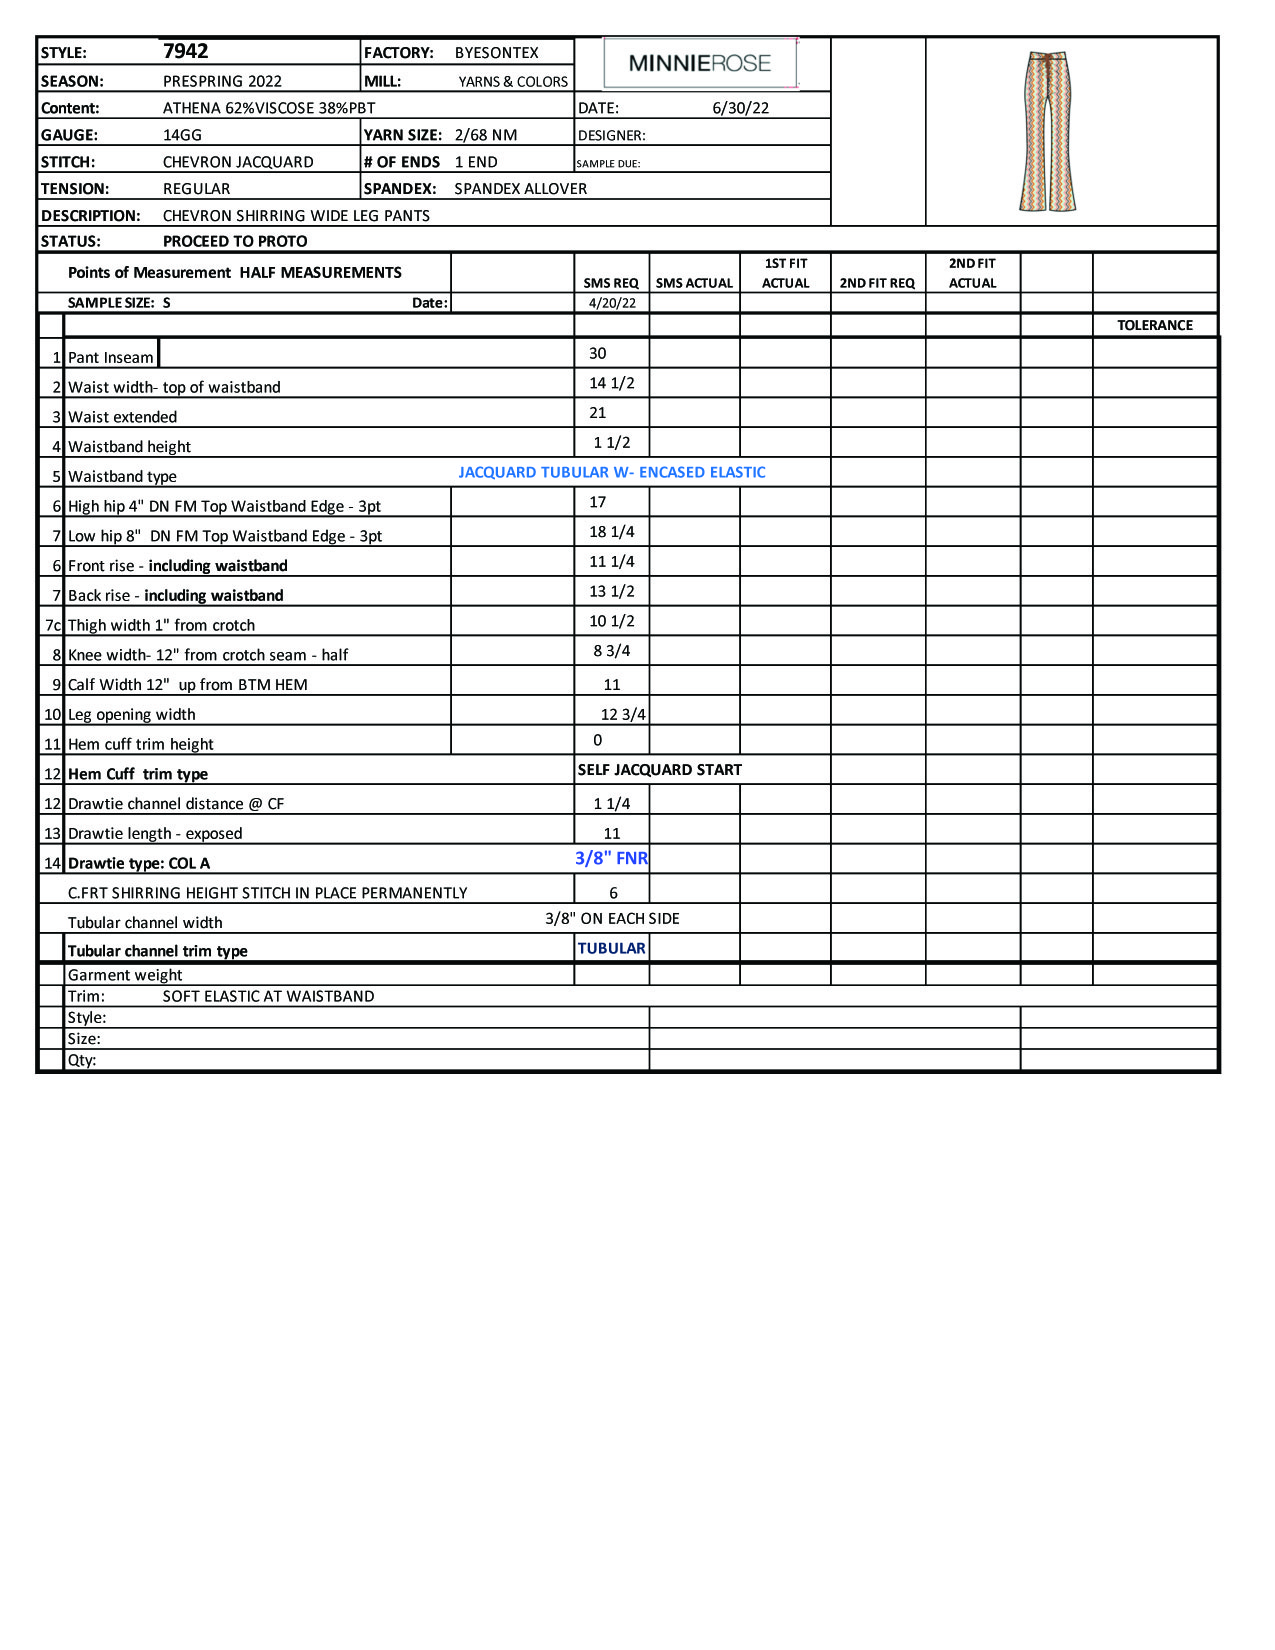 STYLE: 7942 FACTORY: BYESONTEX MINNIEROSE
SEASON: PRESPRING 2022 MILL: YARNS & COLORS
Content: ATHENA 62%VISCOSE 38%PBT DATE: 6/30/22
GAUGE: 14GG YARN SIZE: 2/68 NM DESIGNER:
STITCH: CHEVRON JACQUARD # OF ENDS 1 END SAMPLE DUE:
TENSION: REGULAR SPANDEX: SPANDEX ALLOVER
DESCRIPTION: CHEVRON SHIRRING WIDE LEG PANTS
STATUS: PROCEED TO PROTO
Points of Measurement HALF MEASUREMENTS SMS REQ SMS ACTUAL 1ST FIT ACTUAL 2ND FIT REQ 2ND FIT ACTUAL
SAMPLE SIZE: S Date: 4/20/22
TOLERANCE
1 Pant Inseam 30
2 Waist width- top of waistband 14 1/2
3 Waist extended 21
4 Waistband height 1 1/2
5 Waistband type JACQUARD TUBULAR W- ENCASED ELASTIC
6 High hip 4" DN FM Top Waistband Edge - 3pt 17
7 Low hip 8" DN FM Top Waistband Edge - 3pt 18 1/4
6 Front rise - including waistband 11 1/4
7 Back rise - including waistband 13 1/2
7c Thigh width 1" from crotch 10 1/2
8 Knee width- 12" from crotch seam - half 8 3/4
9 Calf Width 12" up from BTM HEM 11
10 Leg opening width 12 3/4
11 Hem cuff trim height 0
12 Hem Cuff trim type SELF JACQUARD START
12 Drawtie channel distance @ CF 1 1/4
13 Drawtie length - exposed 11
14 Drawtie type: COL A 3/8" FNR
C.FRT SHIRRING HEIGHT STITCH IN PLACE PERMANENTLY 6
Tubular channel width 3/8" ON EACH SIDE
Tubular channel trim type TUBULAR
Garment weight
Trim: SOFT ELASTIC AT WAISTBAND
Style:
Size:
Qty: